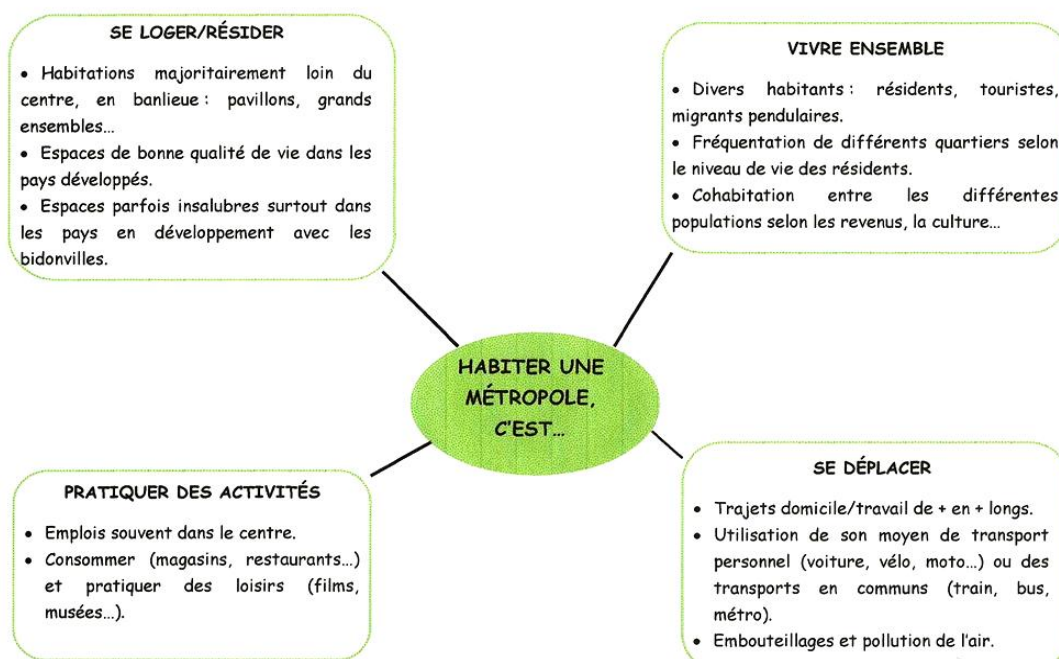 SE LOGER/RÉSIDER
• Habitations majoritairement loin du
centre, en banlieue : pavillons, grands
ensembles…
• Espaces de bonne qualité de vie dans les
pays développés.
• Espaces parfois insalubres surtout dans
les pays en développement avec les
bidonvilles.
VIVRE ENSEMBLE
• Divers habitants : résidents, touristes,
migrants pendulaires.
• Fréquentation de différents quartiers selon
le niveau de vie des résidents.
• Cohabitation entre les différentes
populations selon les revenus, la culture…
HABITER UNE
MÉTROPOLE,
C'EST…
PRATIQUER DES ACTIVITÉS
• Emplois souvent dans le centre.
• Consommer (magasins, restaurants…)
et pratiquer des loisirs (films,
musées…).
SE DÉPLACER
• Trajets domicile/travail de + en + longs.
• Utilisation de son moyen de transport
personnel (voiture, vélo, moto…) ou des
transports en communs (train, bus,
métro).
• Embouteillages et pollution de l'air.